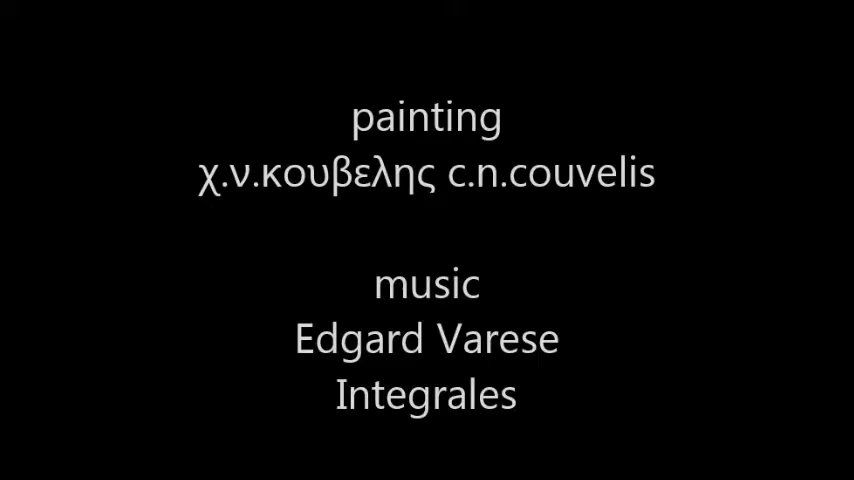 painting
χ.ν.κουβελης c.n.couvelis
music
Edgard Varese
Integrales